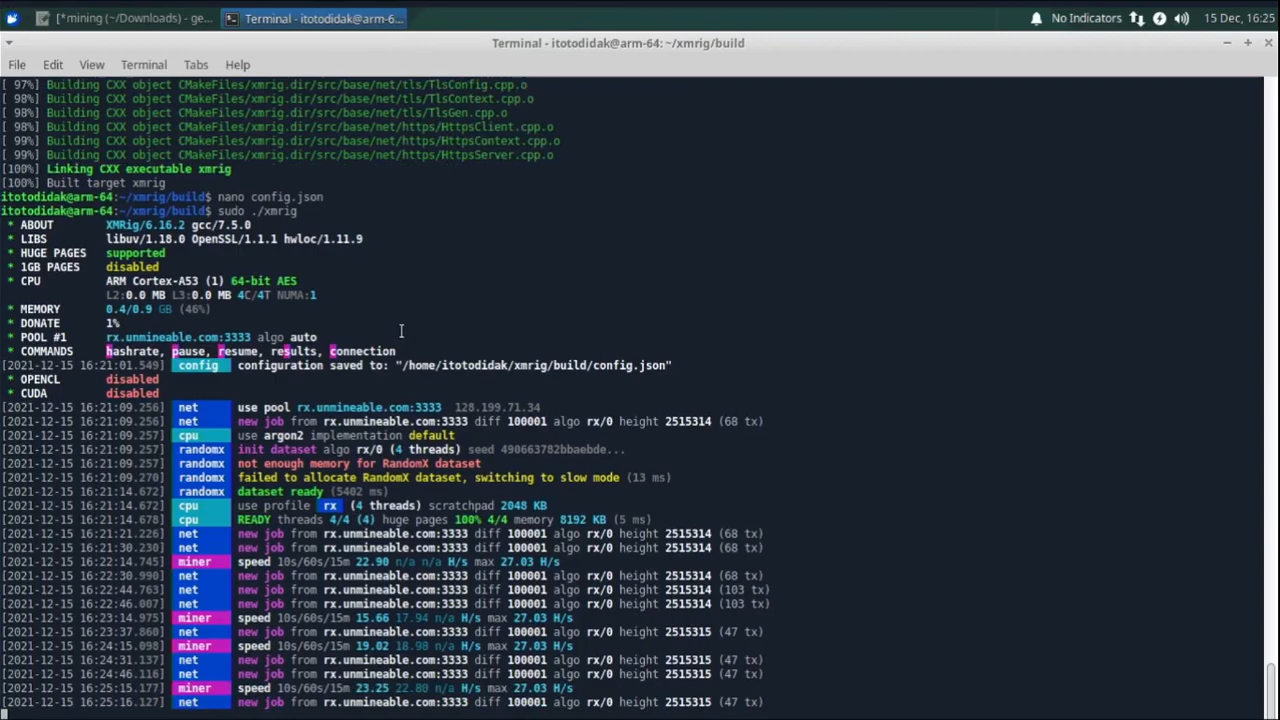 [*mining (~/Downloads) - ge...
Terminal - itotodidak@arm-6...
No Indicators
15 Dec, 16:25
Terminal - itotodidak@arm-64: ~/xmrig/build
File Edit View Terminal Tabs Help
[ 97%] Building CXX object CMakeFiles/xmrig.dir/src/base/net/tls/TlsConfig.cpp.o
[ 98%] Building CXX object CMakeFiles/xmrig.dir/src/base/net/tls/TlsContext.cpp.o
[ 98%] Building CXX object CMakeFiles/xmrig.dir/src/base/net/tls/TlsGen.cpp.o
[ 98%] Building CXX object CMakeFiles/xmrig.dir/src/base/net/https/HttpsClient.cpp.o
[ 99%] Building CXX object CMakeFiles/xmrig.dir/src/base/net/https/HttpsContext.cpp.o
[ 99%] Building CXX object CMakeFiles/xmrig.dir/src/base/net/https/HttpsServer.cpp.o
[100%] Linking CXX executable xmrig
[100%] Built target xmrig
itotodidak@arm-64:~/xmrig/build$ nano config.json
itotodidak@arm-64:~/xmrig/build$ sudo ./xmrig
* ABOUT XMRig/6.16.2 gcc/7.5.0
* LIBS libuv/1.18.0 OpenSSL/1.1.1 hwloc/1.11.9
* HUGE PAGES supported
* 1GB PAGES disabled
* CPU ARM Cortex-A53 (1) 64-bit AES
L2:0.0 MB L3:0.0 MB 4C/4T NUMA:1
* MEMORY 0.4/0.9 GB (46%)
* DONATE 1%
* POOL #1 rx.unmineable.com:3333 algo auto
* COMMANDS hashrate, pause, resume, results, connection
[2021-12-15 16:21:01.549] config configuration saved to: "/home/itotodidak/xmrig/build/config.json"
* OPENCL disabled
* CUDA disabled
[2021-12-15 16:21:09.256] net use pool rx.unmineable.com:3333 128.199.71.34
[2021-12-15 16:21:09.256] net new job from rx.unmineable.com:3333 diff 100001 algo rx/0 height 2515314 (68 tx)
[2021-12-15 16:21:09.257] cpu use argon2 implementation default
[2021-12-15 16:21:09.257] randomx init dataset algo rx/0 (4 threads) seed 490663782bbaebde...
[2021-12-15 16:21:09.257] randomx not enough memory for RandomX dataset
[2021-12-15 16:21:09.270] randomx failed to allocate RandomX dataset, switching to slow mode (13 ms)
[2021-12-15 16:21:14.672] randomx dataset ready (5402 ms)
[2021-12-15 16:21:14.672] cpu use profile rx (4 threads) scratchpad 2048 KB
[2021-12-15 16:21:14.678] cpu READY threads 4/4 (4) huge pages 100% 4/4 memory 8192 KB (5 ms)
[2021-12-15 16:21:21.226] net new job from rx.unmineable.com:3333 diff 100001 algo rx/0 height 2515314 (68 tx)
[2021-12-15 16:21:30.230] net new job from rx.unmineable.com:3333 diff 100001 algo rx/0 height 2515314 (68 tx)
[2021-12-15 16:22:14.745] miner speed 10s/60s/15m 22.90 n/a n/a H/s max 27.03 H/s
[2021-12-15 16:22:30.990] net new job from rx.unmineable.com:3333 diff 100001 algo rx/0 height 2515314 (68 tx)
[2021-12-15 16:22:44.763] net new job from rx.unmineable.com:3333 diff 100001 algo rx/0 height 2515314 (103 tx)
[2021-12-15 16:22:46.007] net new job from rx.unmineable.com:3333 diff 100001 algo rx/0 height 2515314 (103 tx)
[2021-12-15 16:23:14.975] miner speed 10s/60s/15m 15.66 17.94 n/a H/s max 27.03 H/s
[2021-12-15 16:23:37.860] net new job from rx.unmineable.com:3333 diff 100001 algo rx/0 height 2515315 (47 tx)
[2021-12-15 16:24:15.098] miner speed 10s/60s/15m 19.02 18.98 n/a H/s max 27.03 H/s
[2021-12-15 16:24:31.137] net new job from rx.unmineable.com:3333 diff 100001 algo rx/0 height 2515315 (47 tx)
[2021-12-15 16:24:46.116] net new job from rx.unmineable.com:3333 diff 100001 algo rx/0 height 2515315 (47 tx)
[2021-12-15 16:25:15.177] miner speed 10s/60s/15m 23.25 22.80 n/a H/s max 27.03 H/s
[2021-12-15 16:25:16.127] net new job from rx.unmineable.com:3333 diff 100001 algo rx/0 height 2515315 (47 tx)